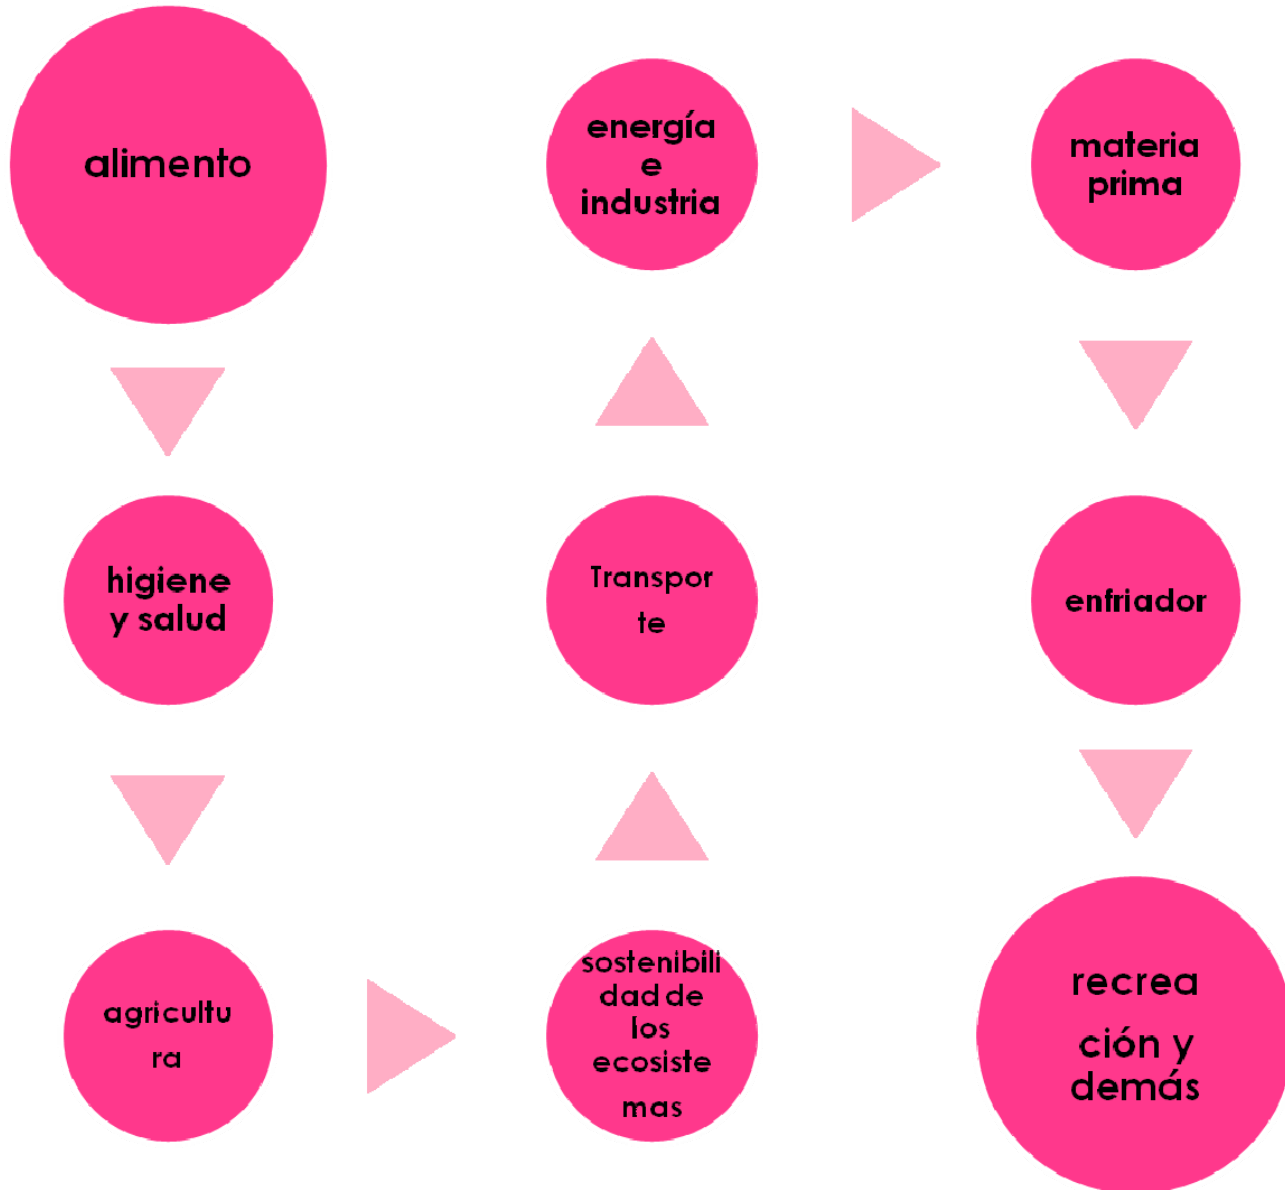 alimento
higiene
y salud
agricultu
ra
sostenibili
dad de
los
ecosiste
mas
Transpor
te
energía
e
industria
materia
prima
enfriador
recrea
ción y
demás